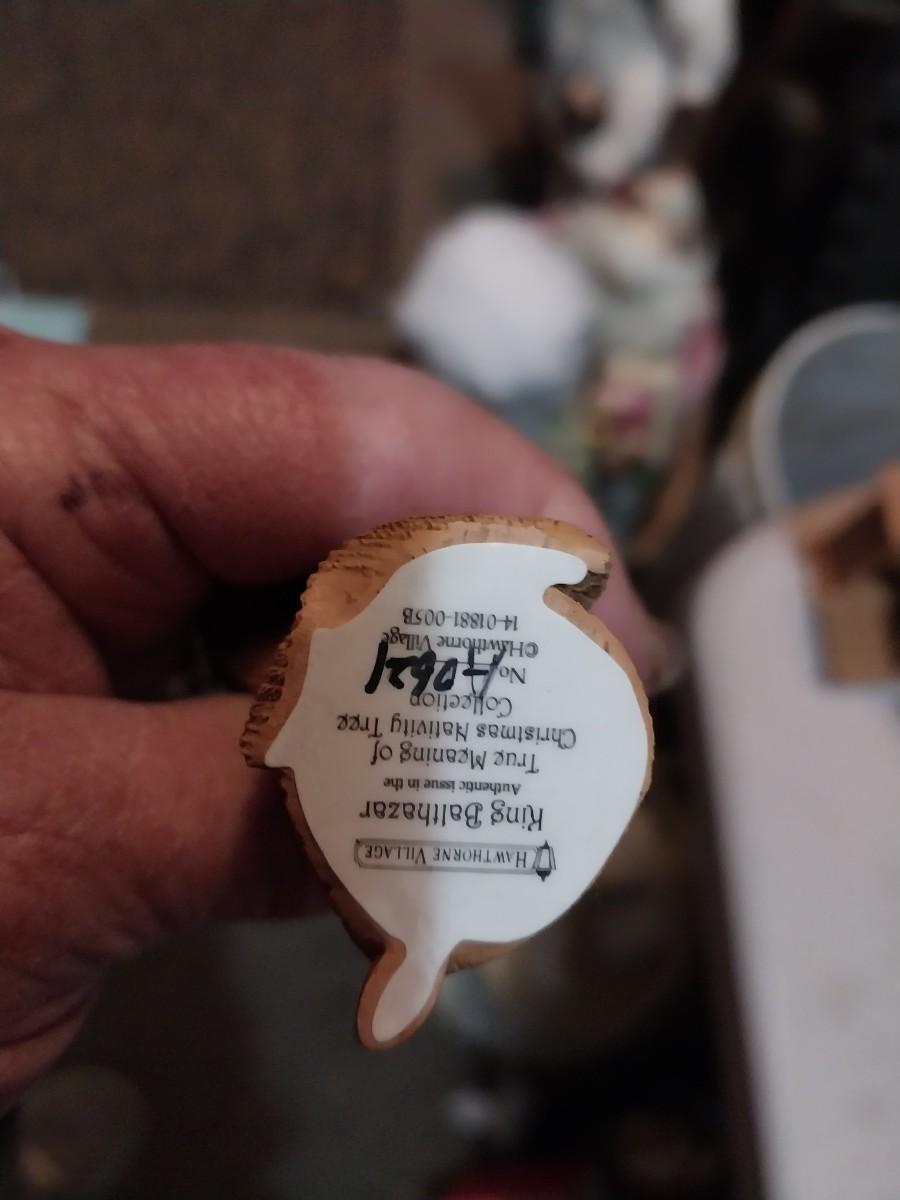 HAWTHORNE VILLAGE
King Balthazar
Authentic issue in the
True Meaning of
Christmas Nativity Tree
Collection
No. A0621
©Hawthorne Village
14-01881-005B